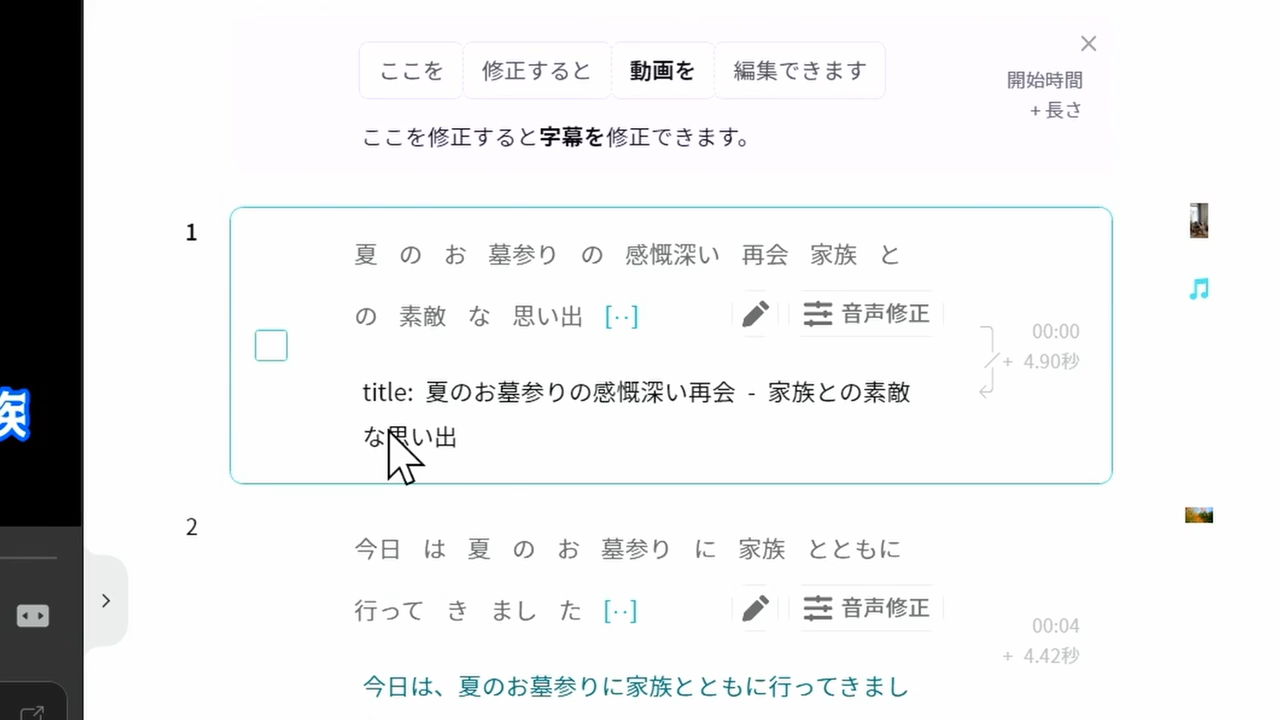 ここを 修正すると 動画を 編集できます
開始時間
+ 長さ
ここを修正すると字幕を修正できます。
1
夏 の お 墓参り の 感慨深い 再会 家族 と
の 素敵 な 思い出 [··] 音声修正
00:00
+ 4.90秒
title: 夏のお墓参りの感慨深い再会 - 家族との素敵
な思い出
族
2
今日 は 夏 の お 墓参り に 家族 とともに
行って き まし た [··] 音声修正
00:04
+ 4.42秒
今日は、夏のお墓参りに家族とともに行ってきまし